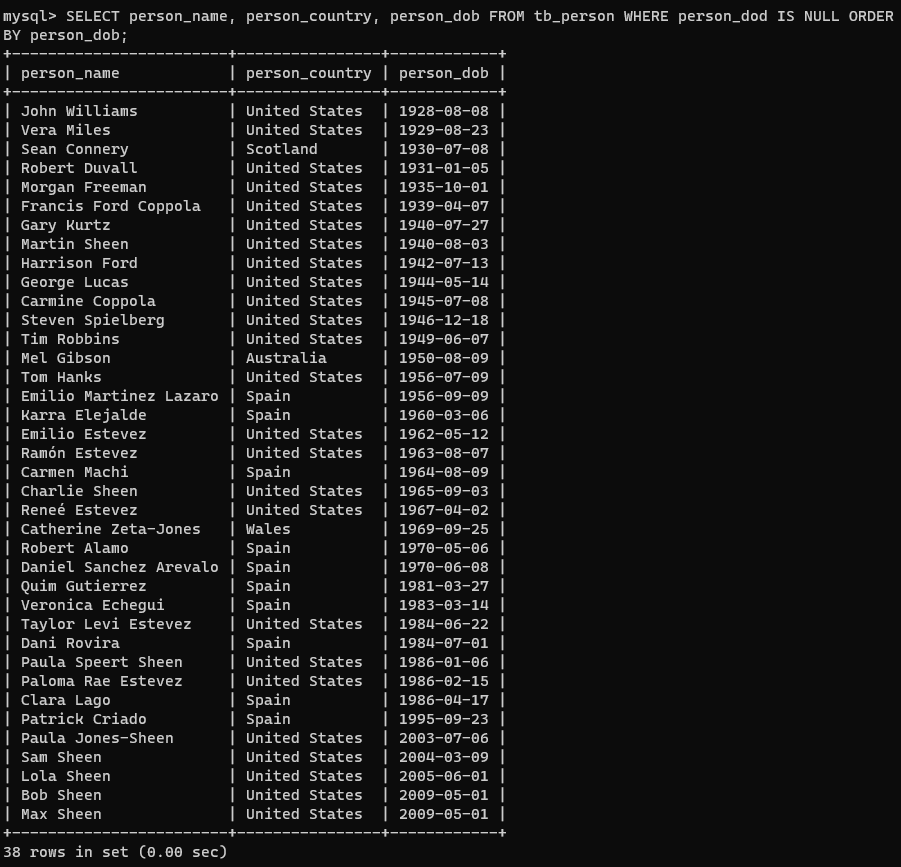 mysql> SELECT person_name, person_country, person_dob FROM tb_person WHERE person_dod IS NULL ORDER
BY person_dob;
+------------------------+----------------+------------+
| person_name            | person_country | person_dob |
+------------------------+----------------+------------+
| John Williams          | United States  | 1928-08-08 |
| Vera Miles             | United States  | 1929-08-23 |
| Sean Connery           | Scotland       | 1930-07-08 |
| Robert Duvall          | United States  | 1931-01-05 |
| Morgan Freeman         | United States  | 1935-10-01 |
| Francis Ford Coppola   | United States  | 1939-04-07 |
| Gary Kurtz             | United States  | 1940-07-27 |
| Martin Sheen           | United States  | 1940-08-03 |
| Harrison Ford          | United States  | 1942-07-13 |
| George Lucas           | United States  | 1944-05-14 |
| Carmine Coppola        | United States  | 1945-07-08 |
| Steven Spielberg       | United States  | 1946-12-18 |
| Tim Robbins            | United States  | 1949-06-07 |
| Mel Gibson             | Australia      | 1950-08-09 |
| Tom Hanks              | United States  | 1956-07-09 |
| Emilio Martinez Lazaro | Spain          | 1956-09-09 |
| Karra Elejalde         | Spain          | 1960-03-06 |
| Emilio Estevez         | United States  | 1962-05-12 |
| Ramón Estevez          | United States  | 1963-08-07 |
| Carmen Machi           | Spain          | 1964-08-09 |
| Charlie Sheen          | United States  | 1965-09-03 |
| Reneé Estevez          | United States  | 1967-04-02 |
| Catherine Zeta-Jones   | Wales          | 1969-09-25 |
| Robert Alamo           | Spain          | 1970-05-06 |
| Daniel Sanchez Arevalo | Spain          | 1970-06-08 |
| Quim Gutierrez         | Spain          | 1981-03-27 |
| Veronica Echegui       | Spain          | 1983-03-14 |
| Taylor Levi Estevez    | United States  | 1984-06-22 |
| Dani Rovira            | Spain          | 1984-07-01 |
| Paula Speert Sheen     | United States  | 1986-01-06 |
| Paloma Rae Estevez     | United States  | 1986-02-15 |
| Clara Lago             | Spain          | 1986-04-17 |
| Patrick Criado         | Spain          | 1995-09-23 |
| Paula Jones-Sheen      | United States  | 2003-07-06 |
| Sam Sheen              | United States  | 2004-03-09 |
| Lola Sheen             | United States  | 2005-06-01 |
| Bob Sheen              | United States  | 2009-05-01 |
| Max Sheen              | United States  | 2009-05-01 |
+------------------------+----------------+------------+
38 rows in set (0.00 sec)